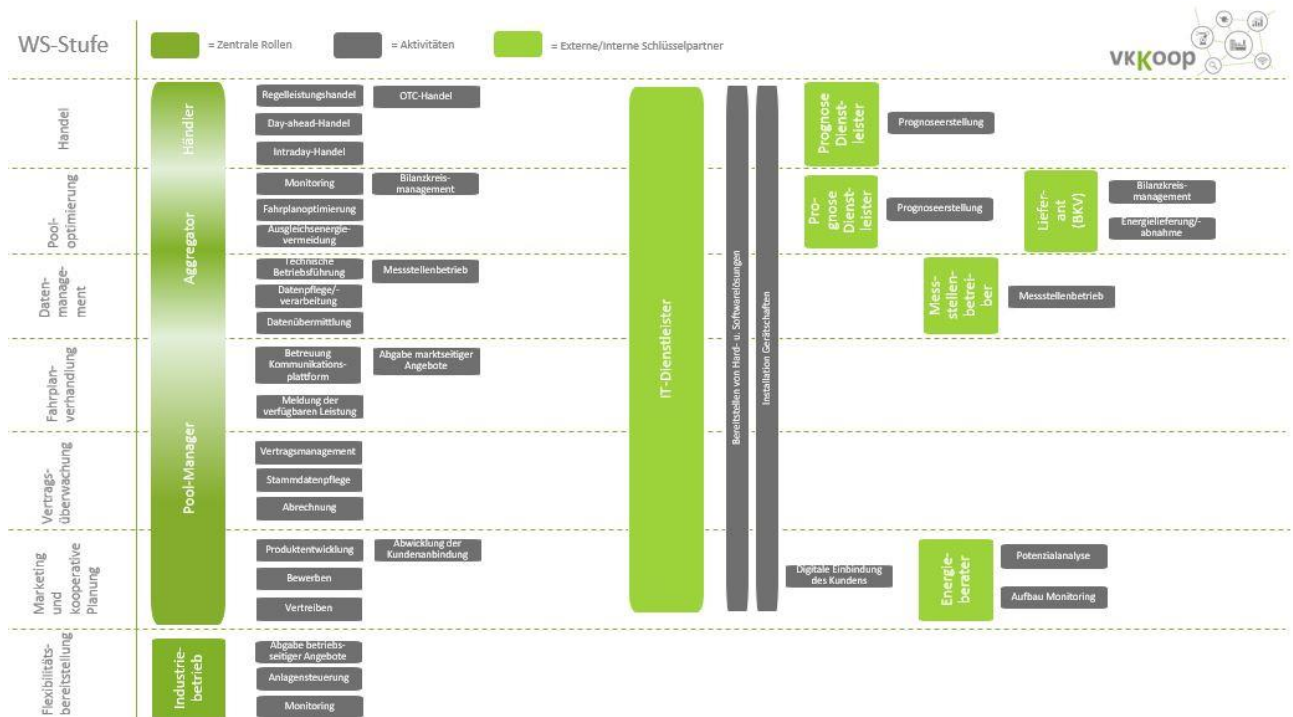 WS-Stufe
= Zentrale Rollen
= Aktivitäten
= Externe/Interne Schlüsselpartner
VKKOOP
Handel
Händler
Regelleistungshandel
OTC-Handel
Day-ahead-Handel
Intraday-Handel
Prognose
Dienst-
leister
Prognoseerstellung
Pool-
optimierung
Aggregator
Monitoring
Bilanzkreis-
management
Fahrplanoptimierung
Ausgleichsenergie-
vermeidung
Pro-
gnose
Dienst-
leister
Prognoseerstellung
Liefer-
ant
(BKV)
Bilanzkreis-
management
Energielieferung/-
abnahme
Daten-
manage-
ment
Technische
Betriebsführung
Messstellenbetrieb
Datenpflege/-
verarbeitung
Datenübermittlung
Mess-
stellen-
betrei-
ber
Messstellenbetrieb
IT-Dienstleister
Bereitstellen von Hard- u. Softwarelösungen
Installation Gerätschaften
Fahrplan-
verhandlung
Pool-Manager
Betreuung
Kommunikations-
plattform
Abgabe marktseitiger
Angebote
Meldung der
verfügbaren Leistung
Vertrags-
überwachung
Vertragsmanagement
Stammdatenpflege
Abrechnung
Marketing
und
kooperative
Planung
Produktentwicklung
Abwicklung der
Kundenanbindung
Bewerben
Vertreiben
Digitale Einbindung
des Kundens
Energie-
berater
Potenzialanalyse
Aufbau Monitoring
Flexibilitäts-
bereitstellung
Industrie-
betrieb
Abgabe betriebs-
seitiger Angebote
Anlagensteuerung
Monitoring